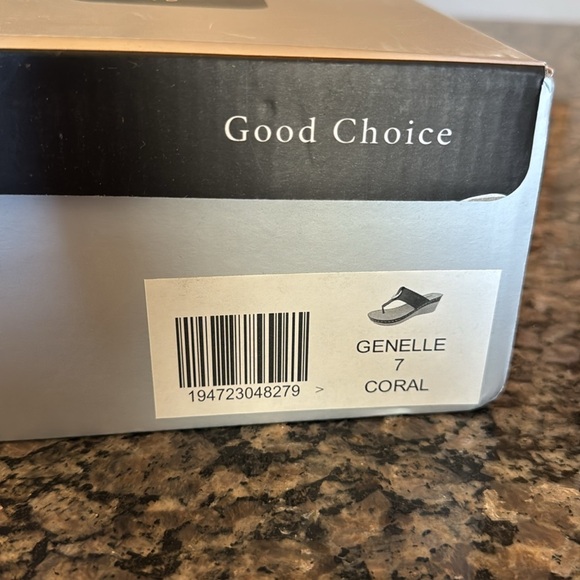 Good Choice
GENELLE
7
CORAL
194723048279 >